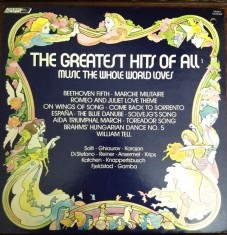 THE GREATEST HITS OF ALL:
MUSIC THE WHOLE WORLD LOVES
BEETHOVEN FIFTH · MARCHE MILITAIRE
ROMEO AND JULIET LOVE THEME
ON WINGS OF SONG · COME BACK TO SORRENTO
ESPAÑA · THE BLUE DANUBE · SOLVEJG'S SONG
AIDA TRIUMPHAL MARCH · TOREADOR SONG
BRAHMS' HUNGARIAN DANCE NO. 5
WILLIAM TELL
Solti · Ghiaurov · Karajan
Di Stefano · Reiner · Ansermet · Krips
Katchen · Knappertsbusch
Fjeldstad · Gamba